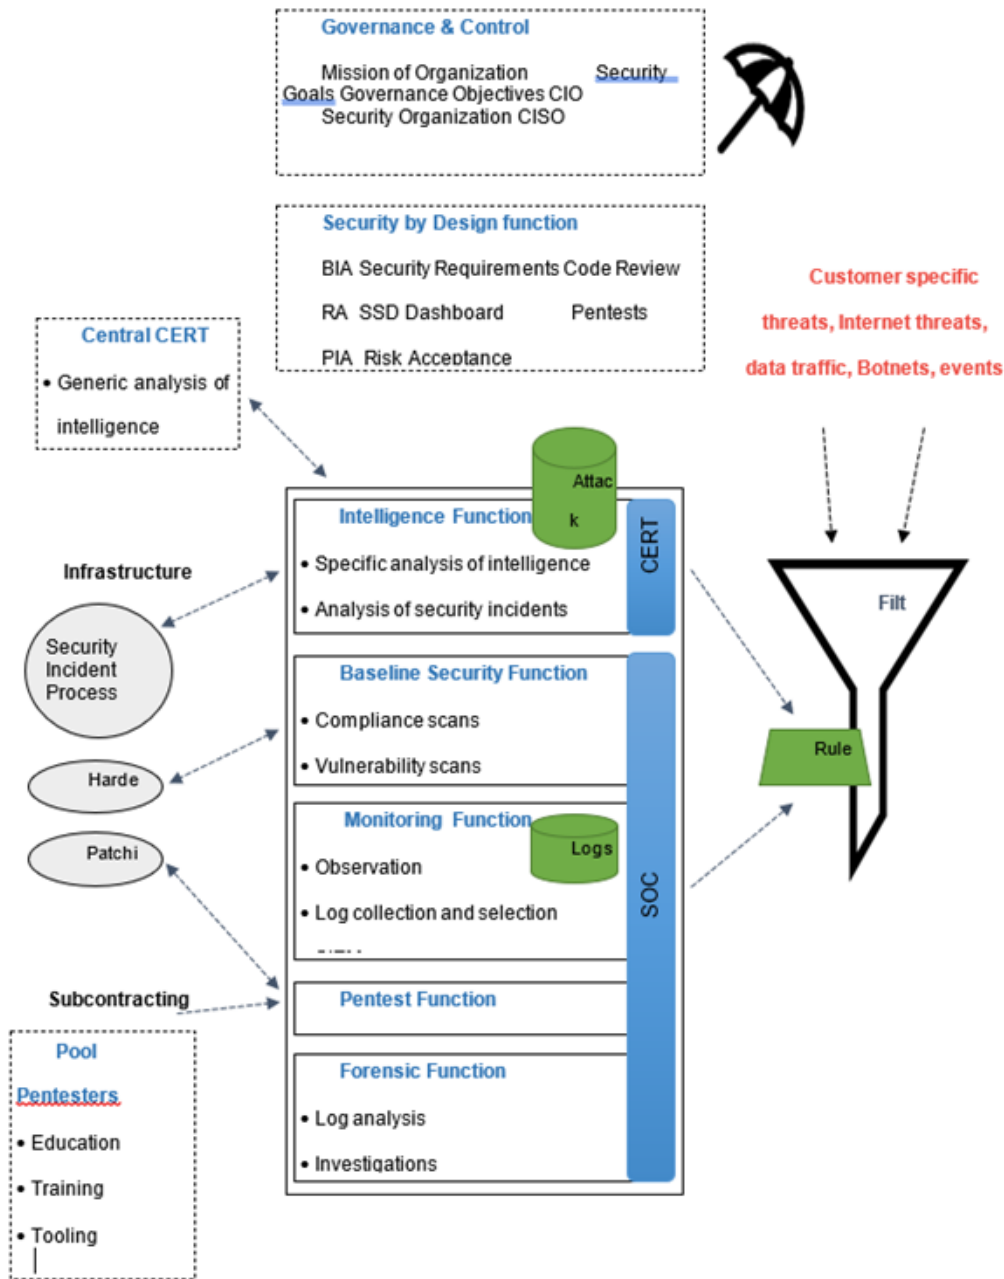 Governance & Control
Mission of Organization Security
Goals Governance Objectives CIO
Security Organization CISO
Security by Design function
BIA Security Requirements Code Review
RA SSD Dashboard Pentests
PIA Risk Acceptance
Customer specific
threats, Internet threats,
data traffic, Botnets, events
Central CERT
• Generic analysis of
intelligence
Attac
k
Intelligence Function
• Specific analysis of intelligence
• Analysis of security incidents
CERT
Infrastructure
Security
Incident
Process
Filt
Baseline Security Function
• Compliance scans
• Vulnerability scans
Harde
Rule
Patchi
Monitoring Function
Logs
• Observation
• Log collection and selection
SOC
Subcontracting
Pentest Function
Pool
Pentesters
• Education
• Training
• Tooling
Forensic Function
• Log analysis
• Investigations